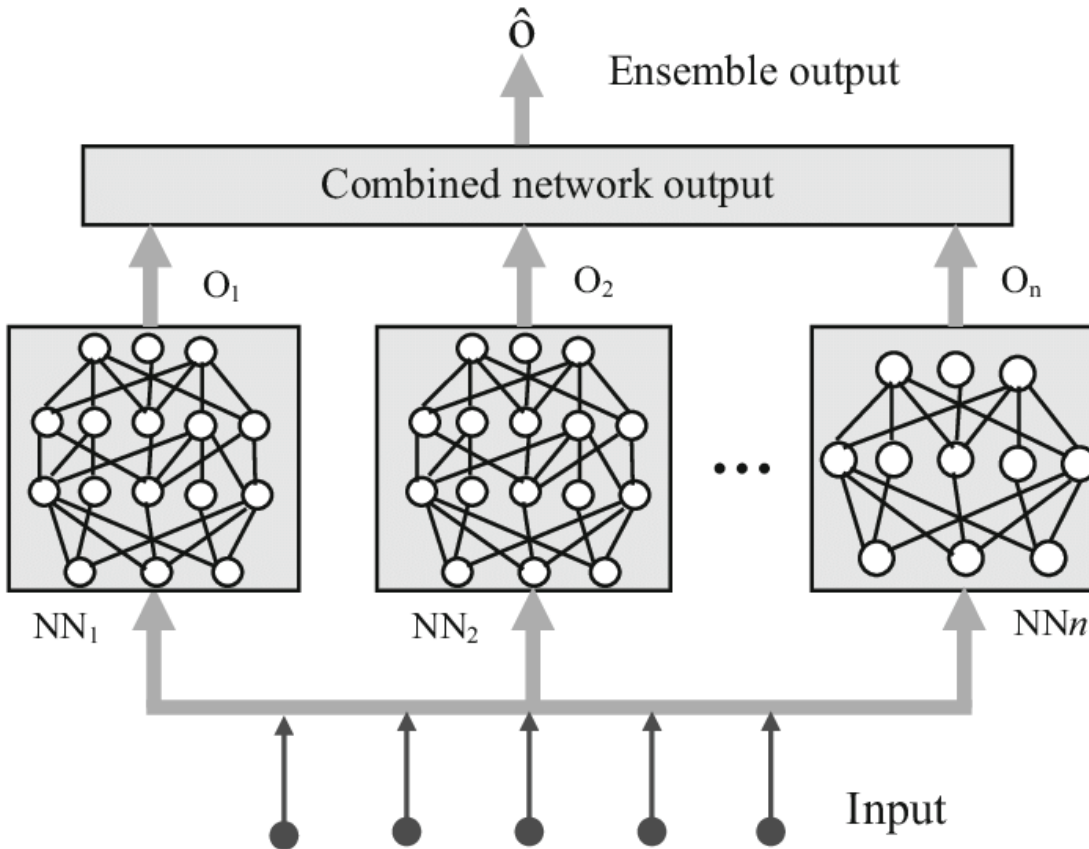 ô
Ensemble output
Combined network output
O₁
O₂
Oₙ
• • •
NN₁
NN₂
NNn
Input